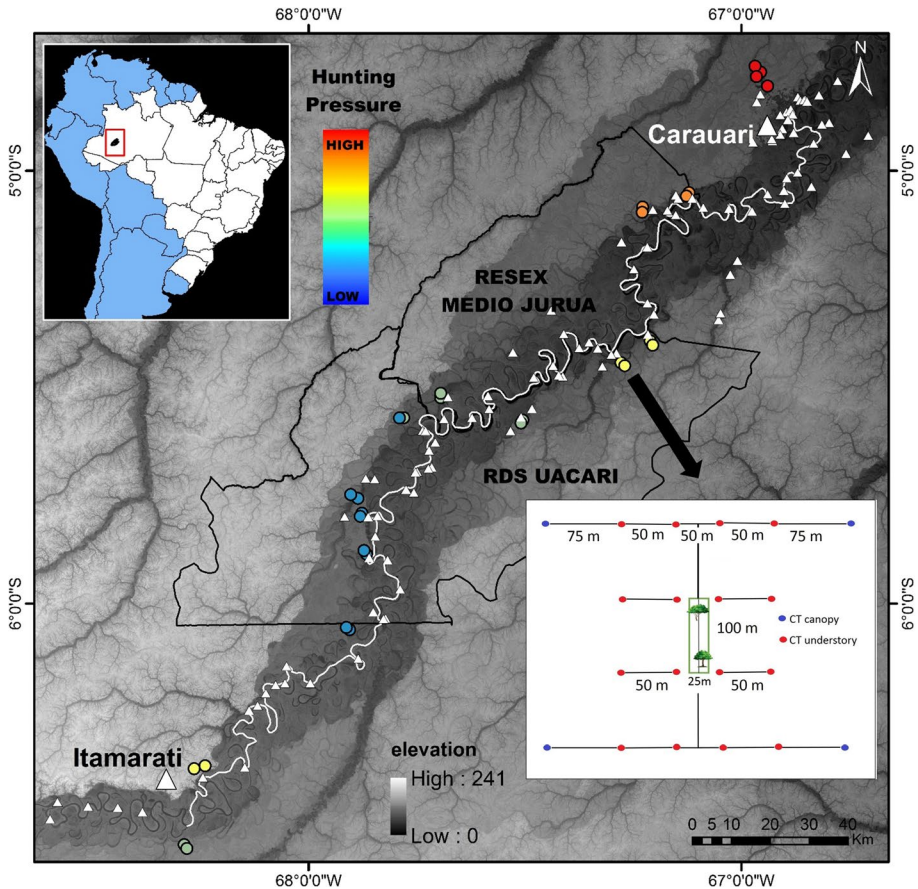 68°0'0"W
67°0'0"W
Hunting
Pressure
HIGH
LOW
N
Carauari
5°0'0"S
5°0'0"S
RESEX
MEDIO JURUA
RDS UACARI
75 m
50 m
50 m
50 m
75 m
100 m
CT canopy
CT understory
50 m
25m
50 m
6°0'0"S
6°0'0"S
Itamarati
elevation
High : 241
Low : 0
0 5 10 20 30 40
Km
68°0'0"W
67°0'0"W